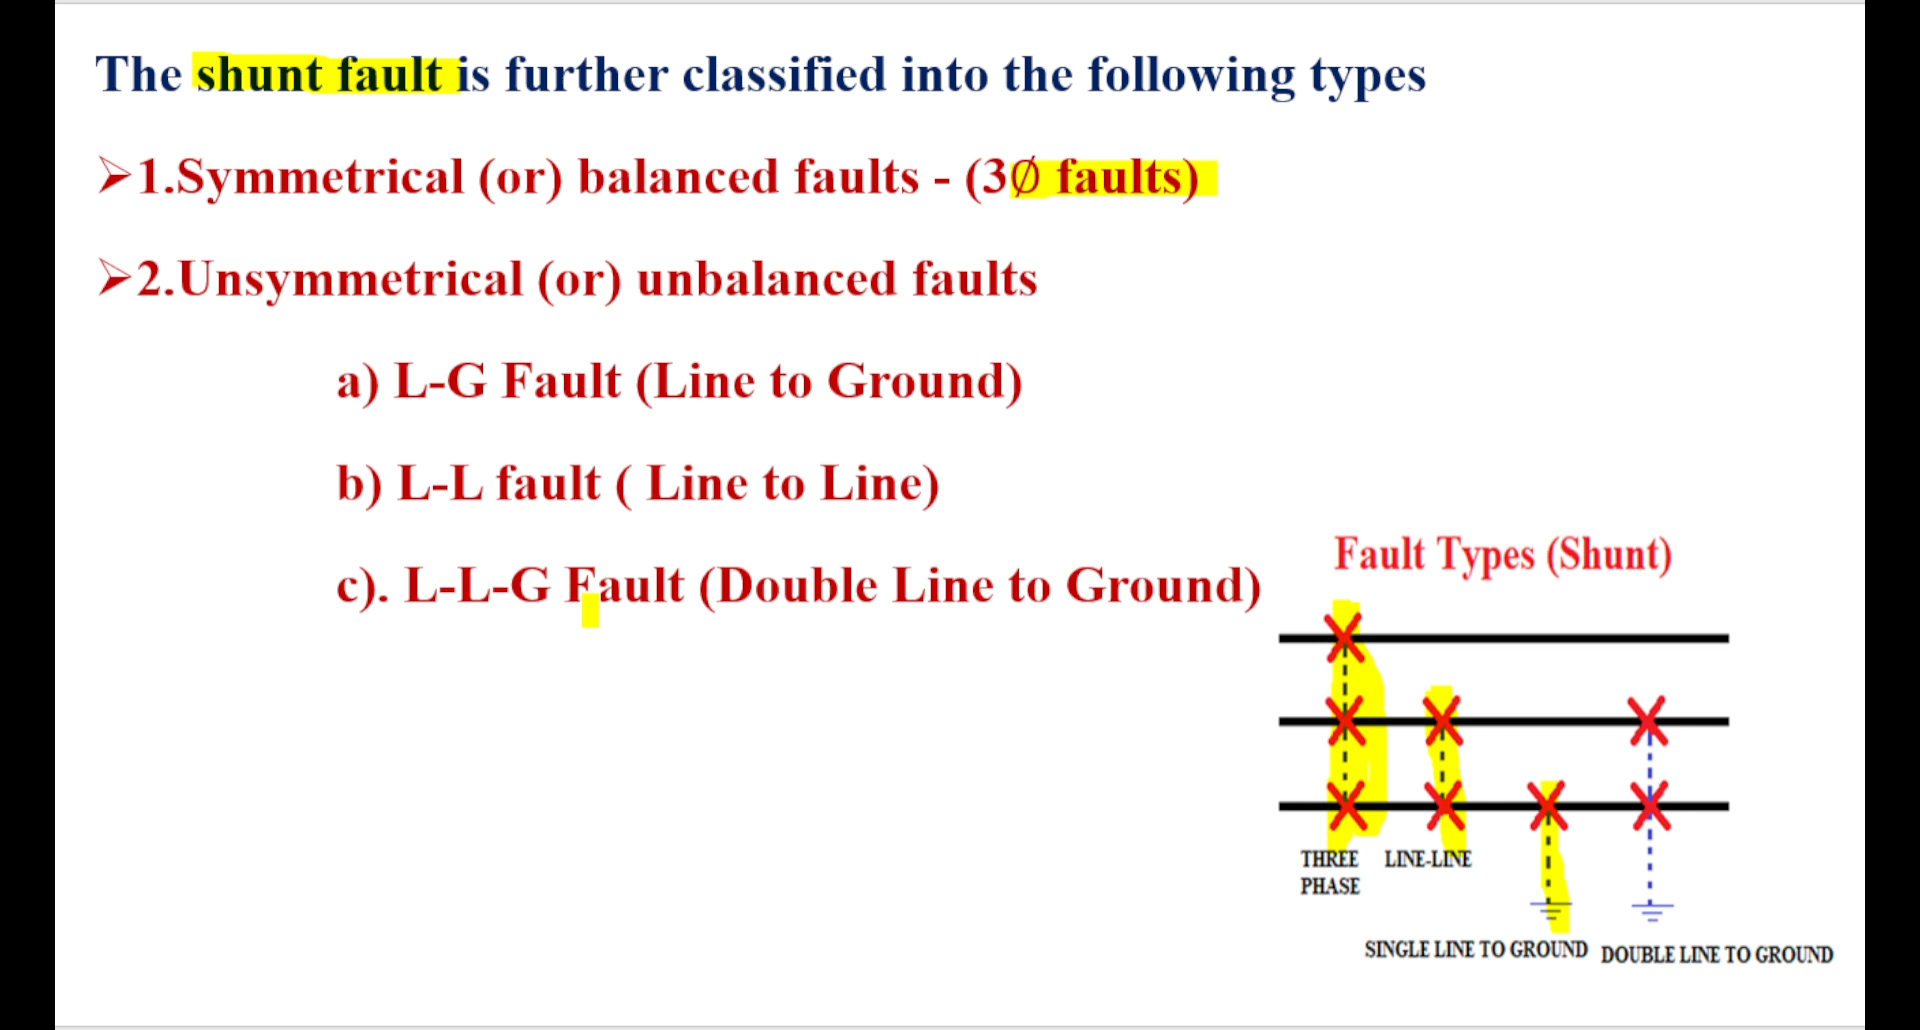 The shunt fault is further classified into the following types
➢1.Symmetrical (or) balanced faults - (3∅ faults)
➢2.Unsymmetrical (or) unbalanced faults
a) L-G Fault (Line to Ground)
b) L-L fault ( Line to Line)
c). L-L-G Fault (Double Line to Ground)
Fault Types (Shunt)
THREE PHASE
LINE-LINE
SINGLE LINE TO GROUND
DOUBLE LINE TO GROUND